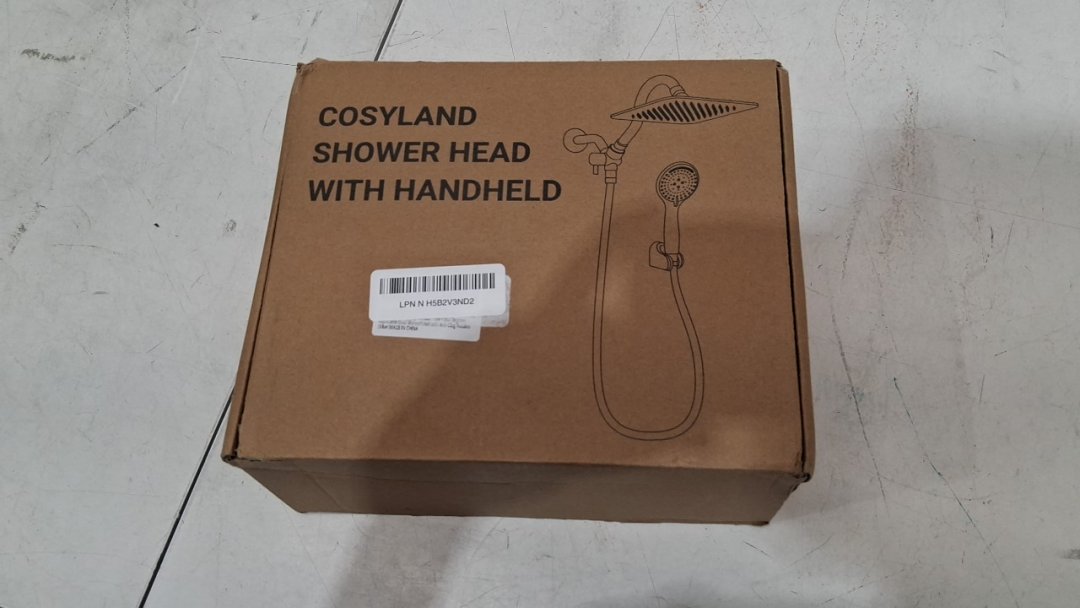 COSYLAND
SHOWER HEAD
WITH HANDHELD
LPN N H5B2V3ND2